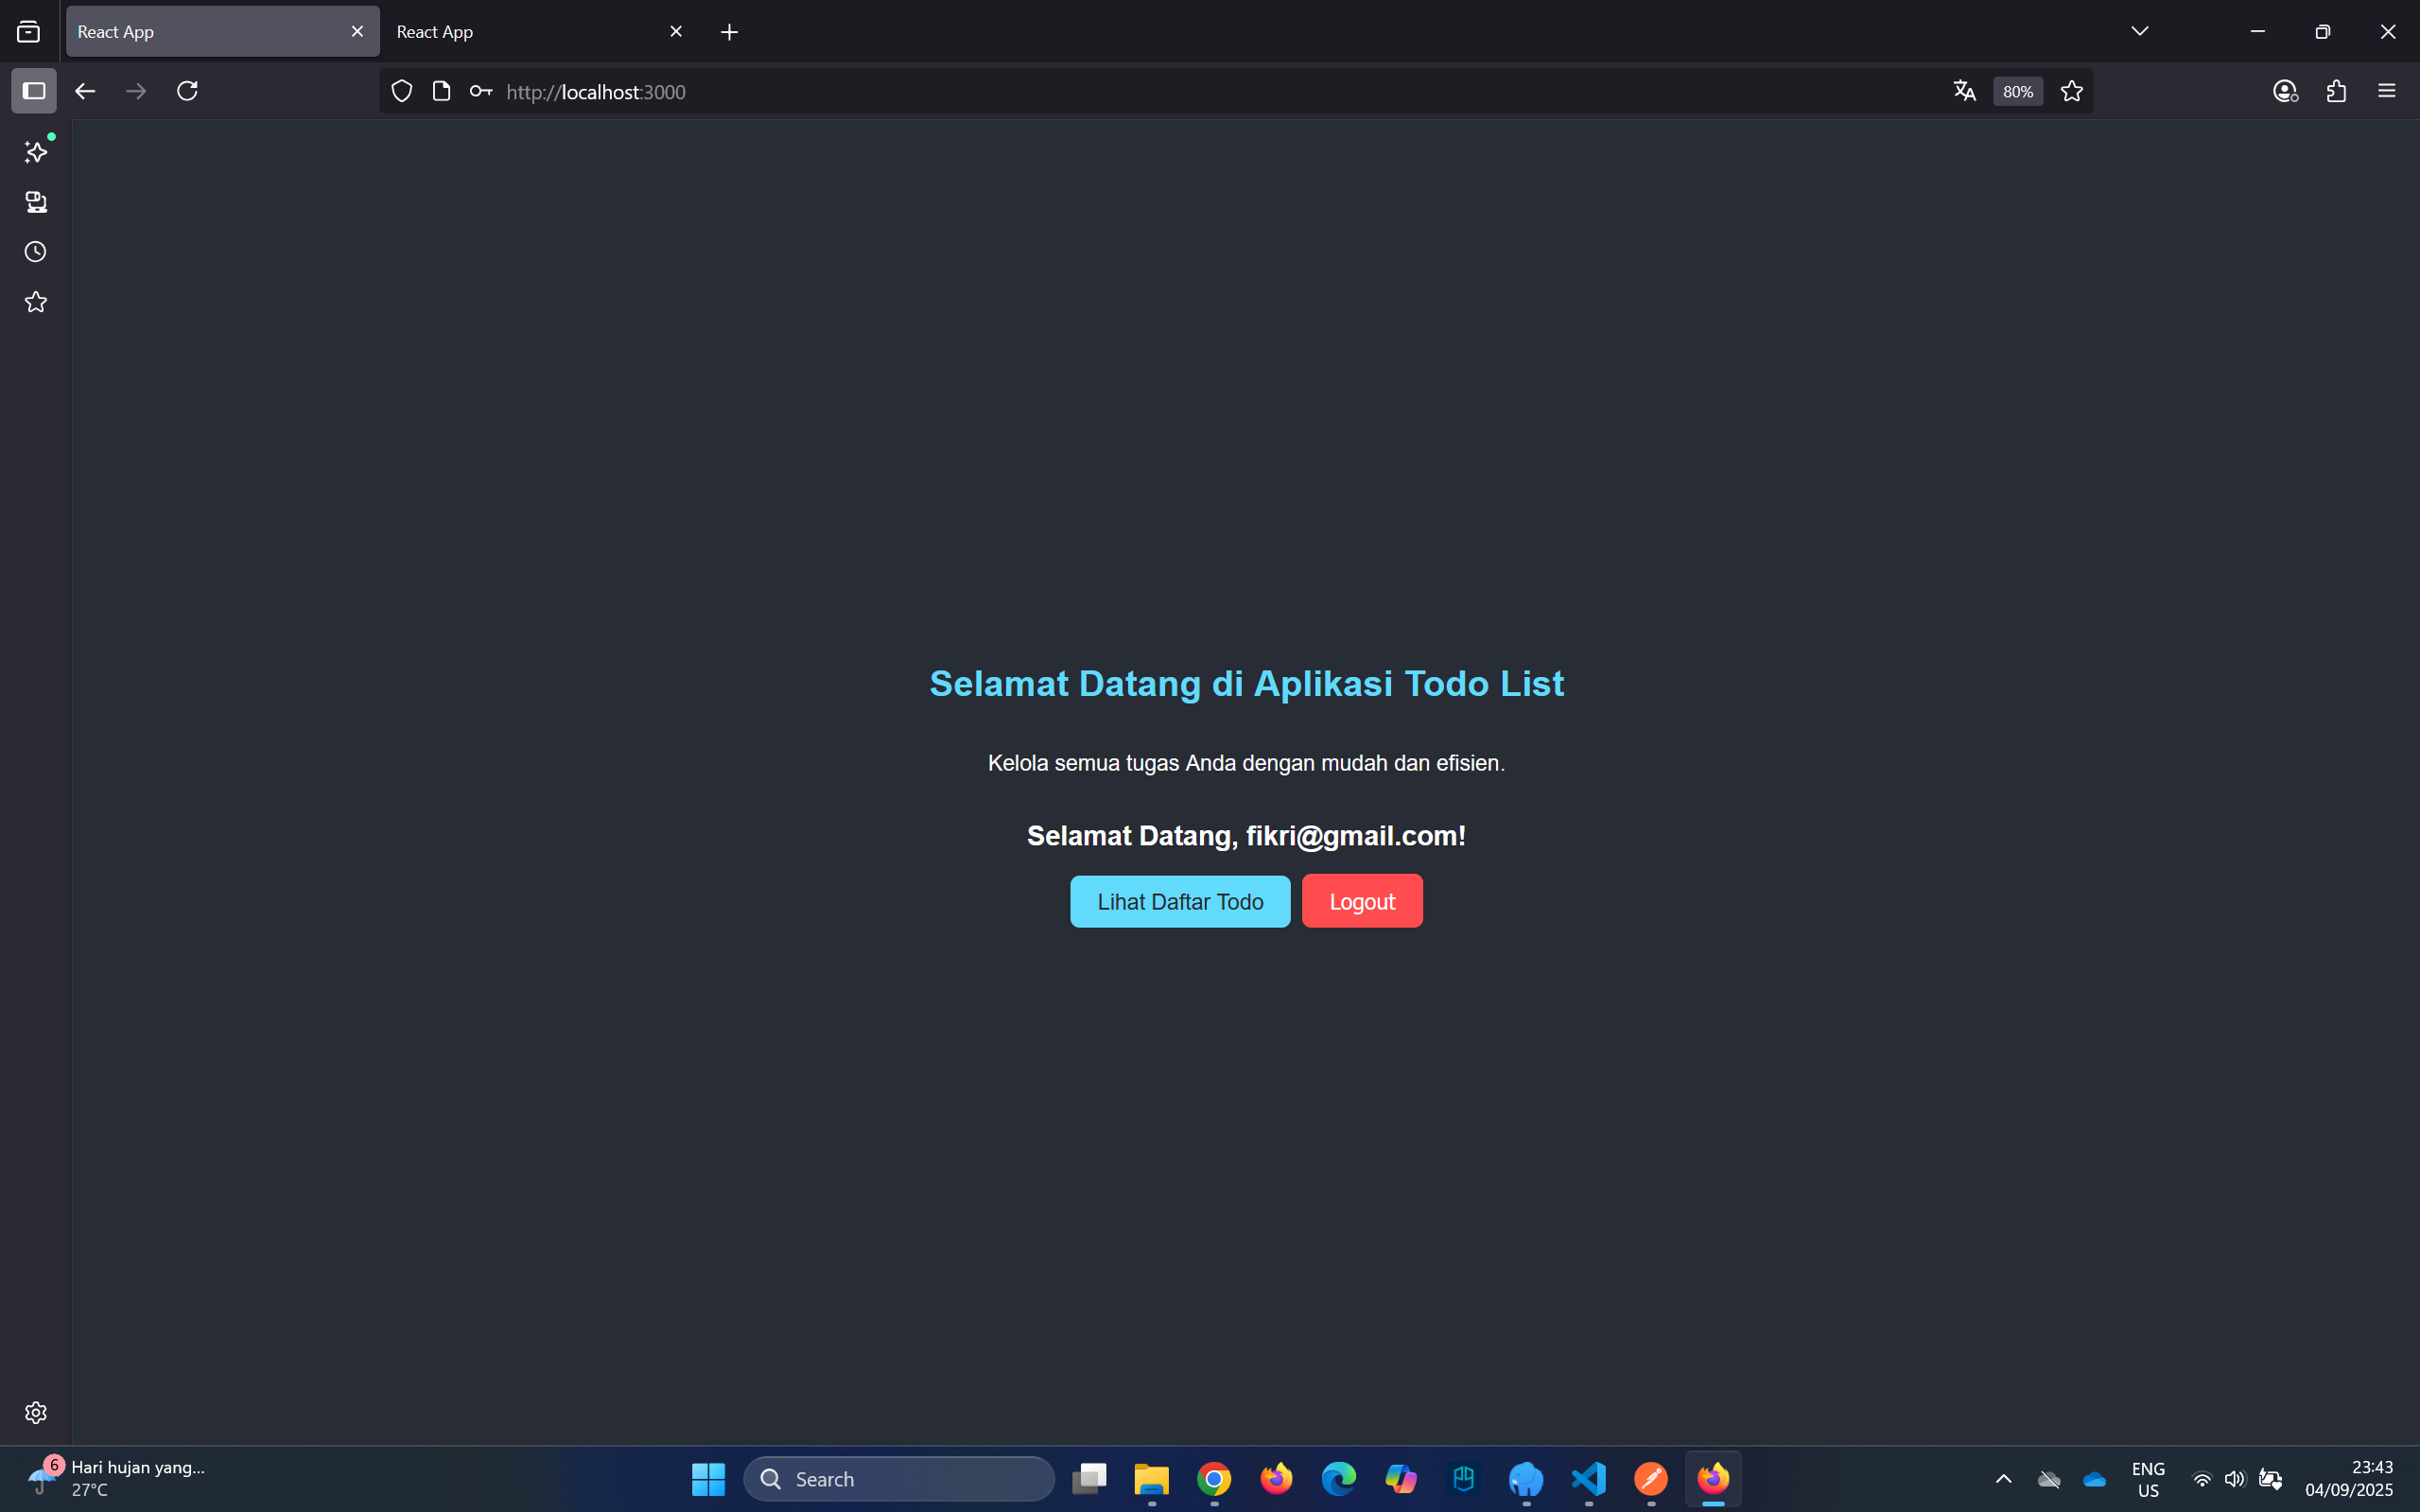 React App
React App
http://localhost:3000
80%
Selamat Datang di Aplikasi Todo List
Kelola semua tugas Anda dengan mudah dan efisien.
Selamat Datang, fikri@gmail.com!
Lihat Daftar Todo
Logout
6
Hari hujan yang...
27°C
Search
ENG
US
23:43
04/09/2025